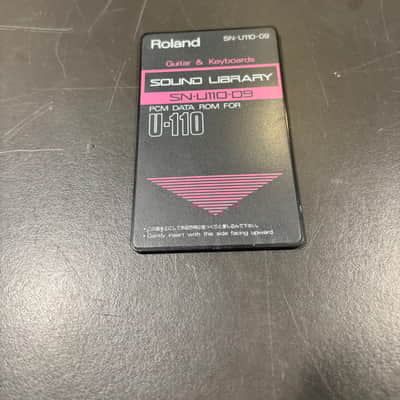 Roland SN-U110-09
Guitar & Keyboards
SOUND LIBRARY
SN-U110-09
PCM DATA ROM FOR
U-110
• Gently insert with this side facing upward